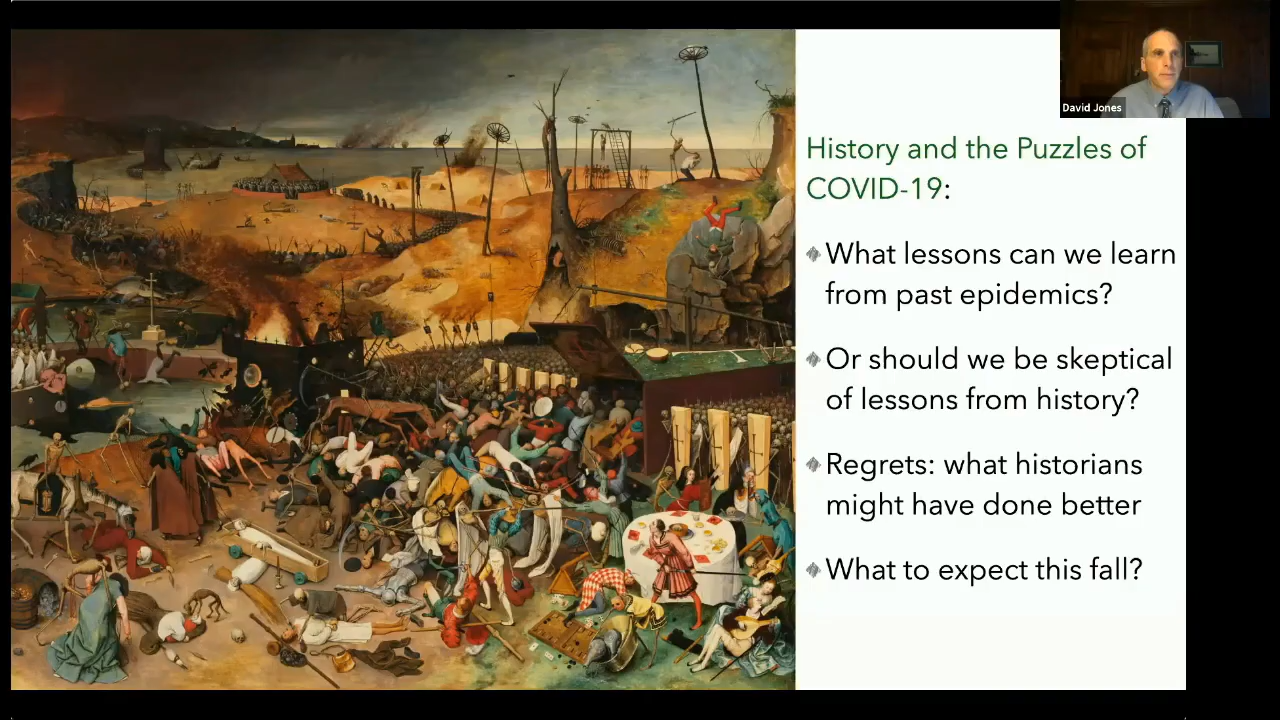 David Jones
History and the Puzzles of
COVID-19:
What lessons can we learn
from past epidemics?
Or should we be skeptical
of lessons from history?
Regrets: what historians
might have done better
What to expect this fall?